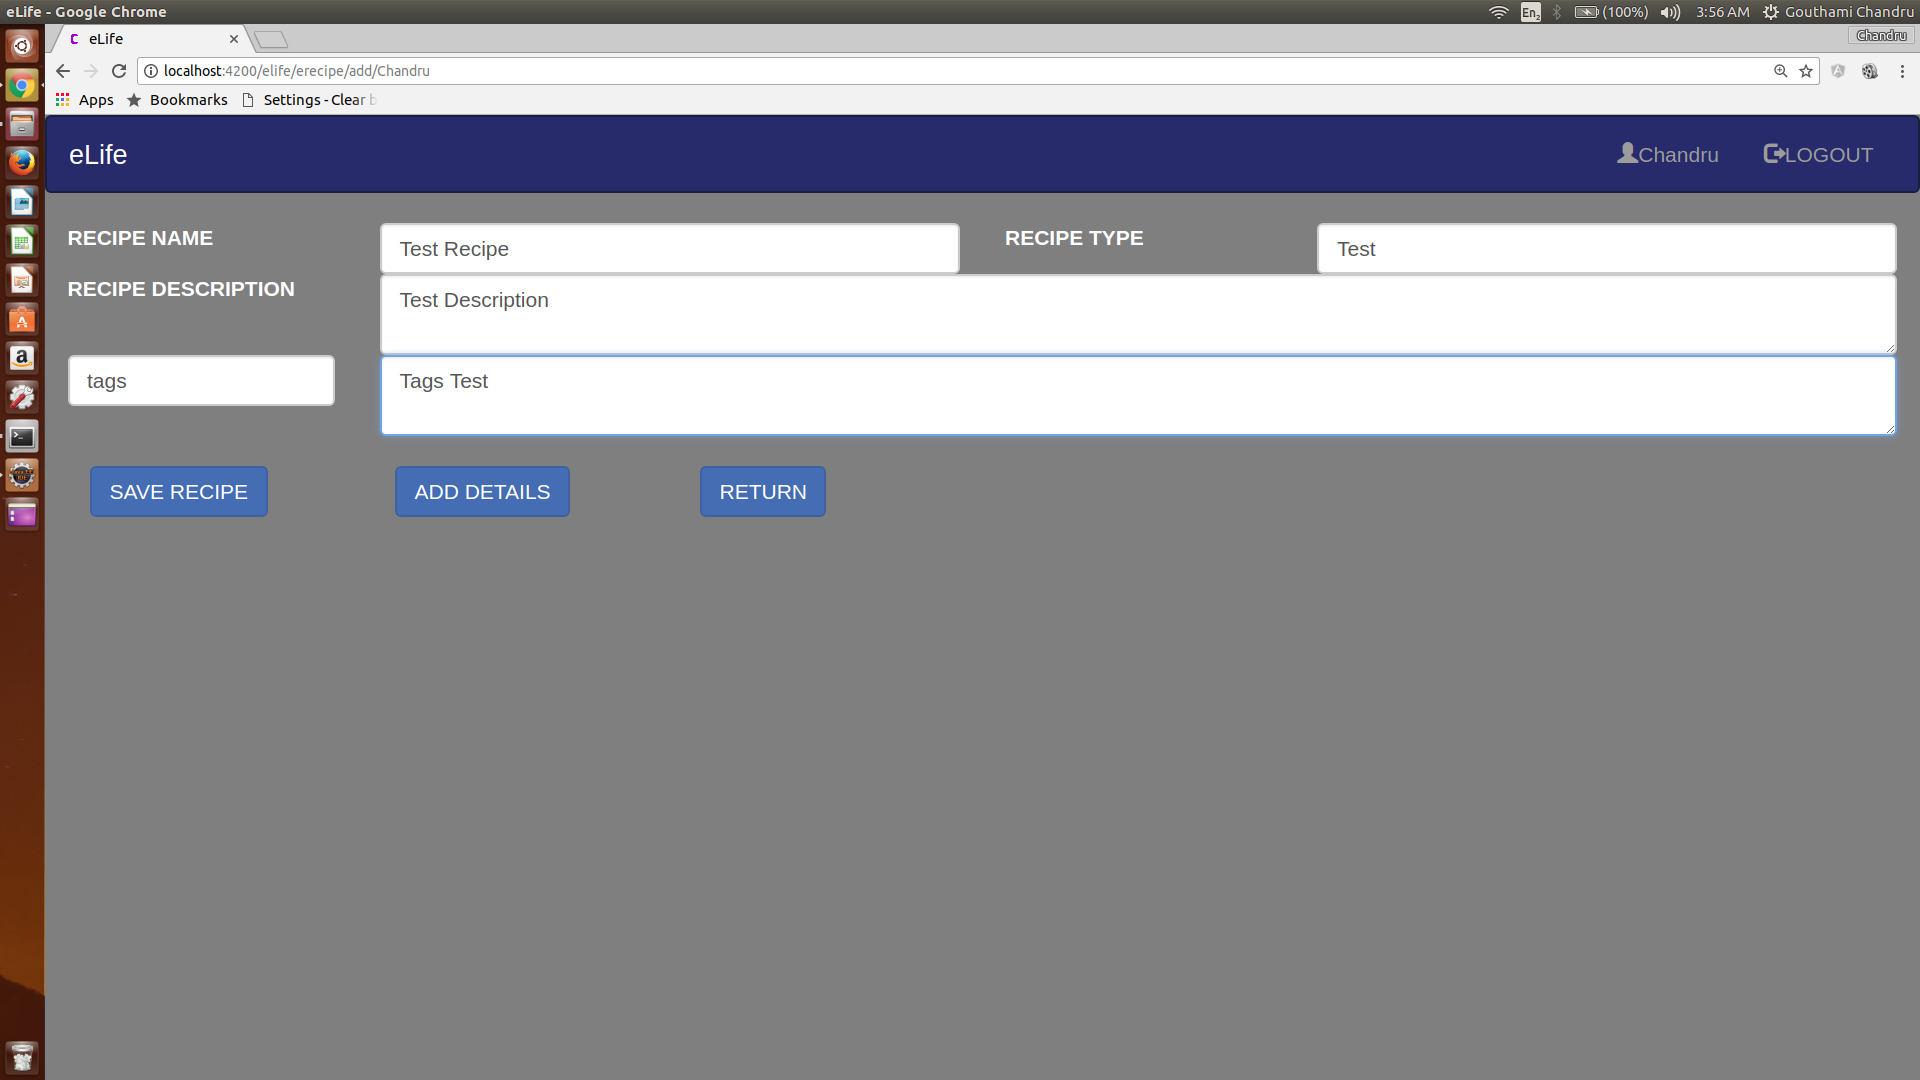 eLife - Google Chrome
En2 (100%) 3:56 AM Gouthami Chandru
eLife
Chandru
localhost:4200/elife/erecipe/add/Chandru
Apps Bookmarks Settings - Clear b
eLife Chandru LOGOUT
RECIPE NAME Test Recipe RECIPE TYPE Test
RECIPE DESCRIPTION Test Description
tags Tags Test
SAVE RECIPE ADD DETAILS RETURN